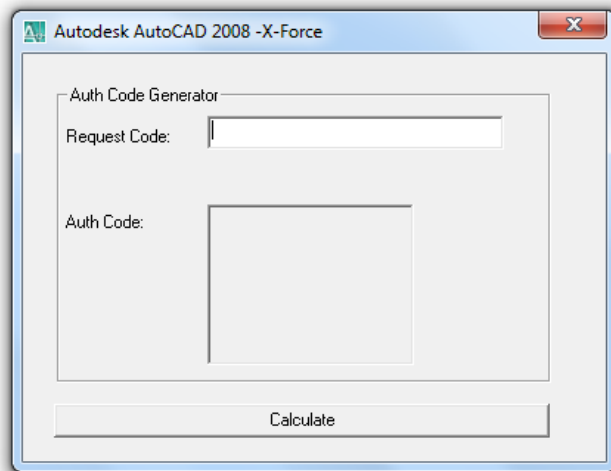 Autodesk AutoCAD 2008 -X-Force
Auth Code Generator
Request Code:
Auth Code:
Calculate